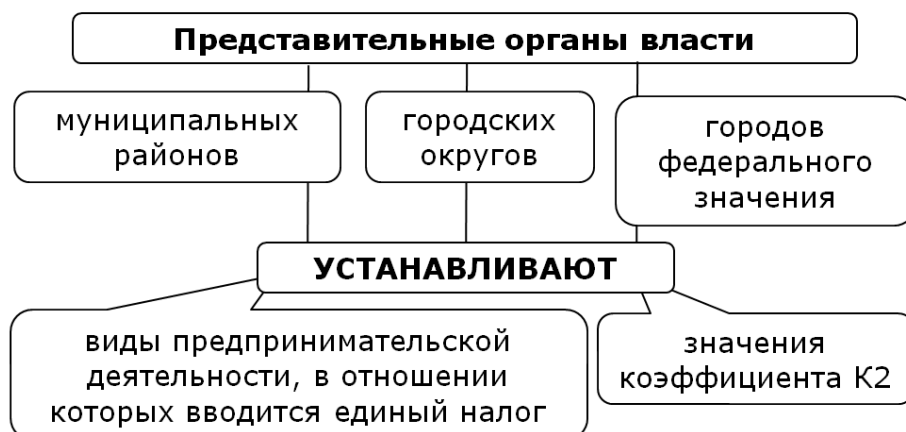 Представительные органы власти
муниципальных
районов
городских
округов
городов
федерального
значения
УСТАНАВЛИВАЮТ
виды предпринимательской
деятельности, в отношении
которых вводится единый налог
значения
коэффициента К2